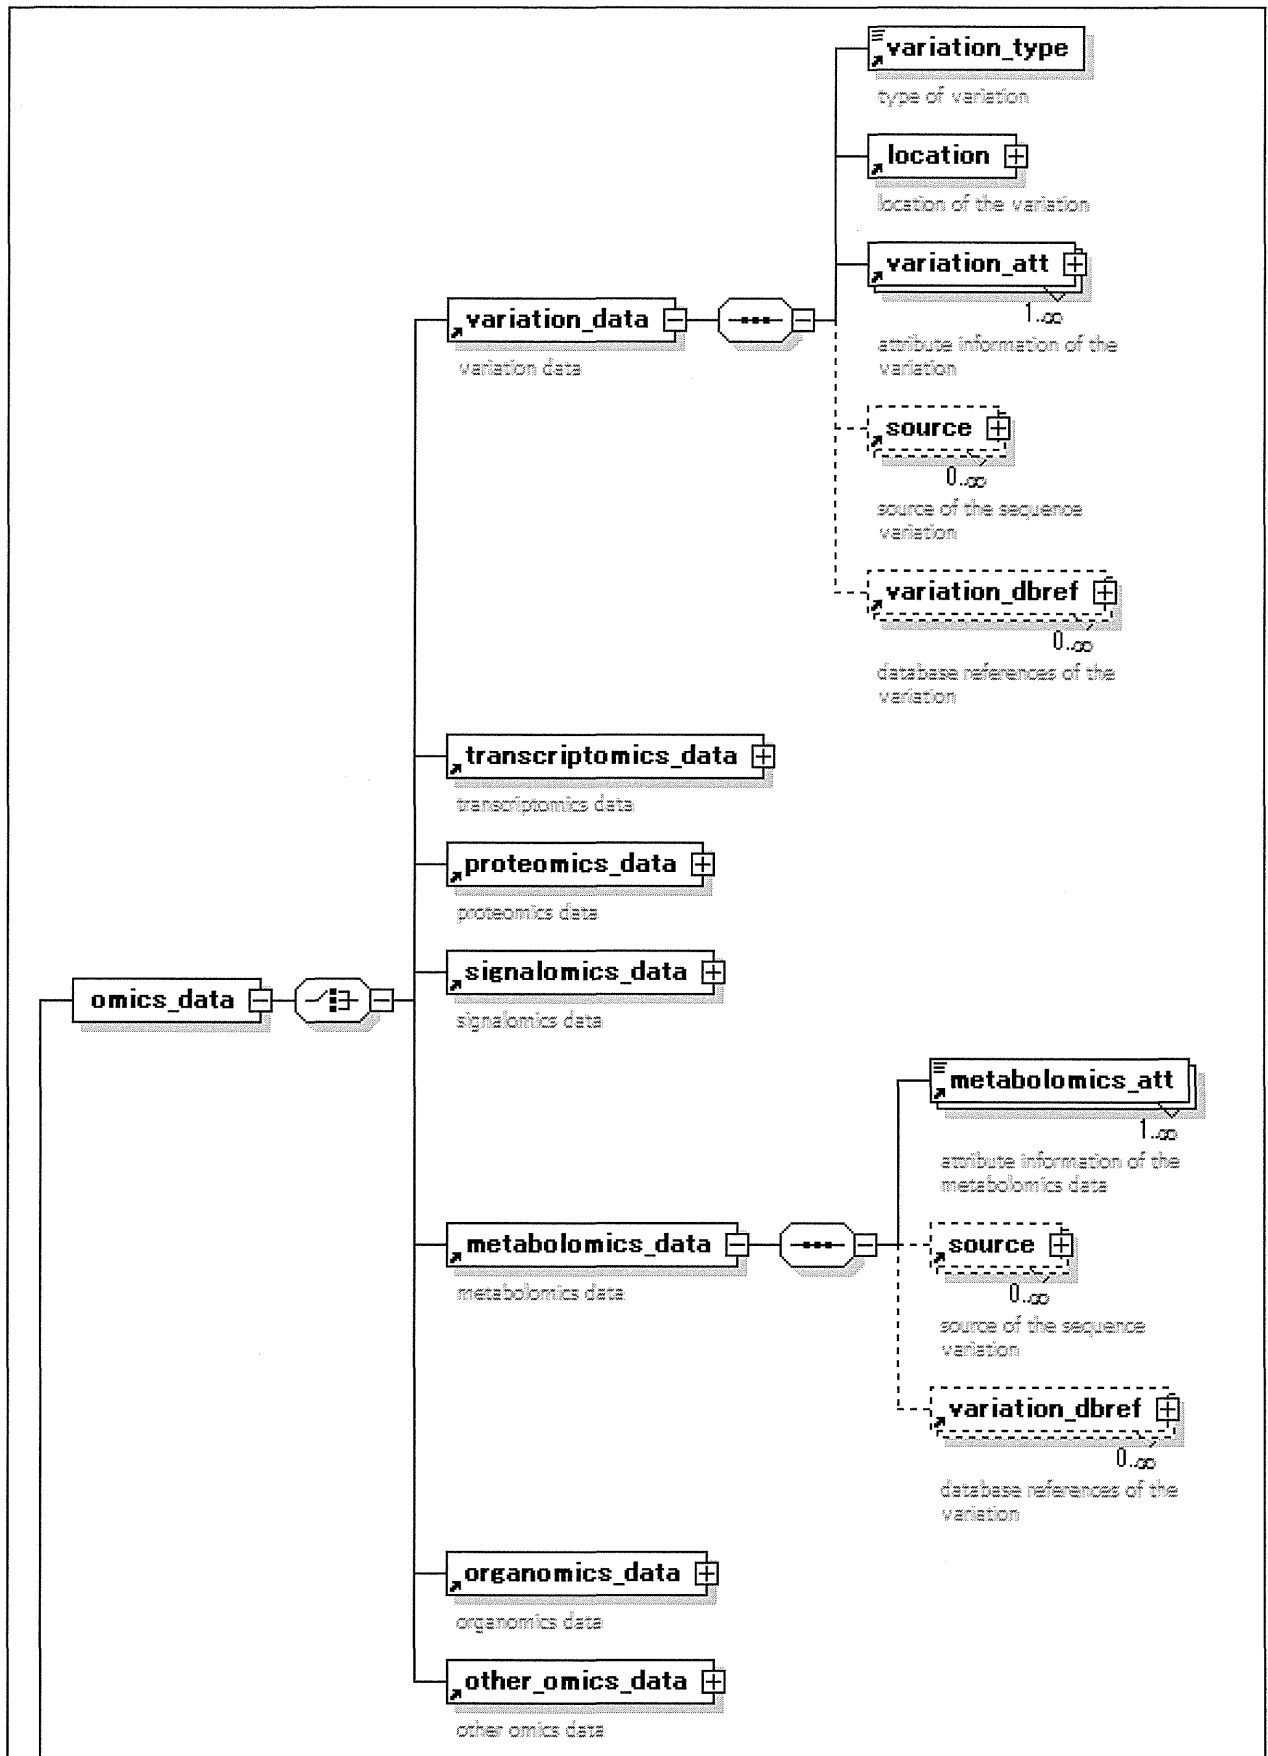 variation_type
type of variation
location
location of the variation
variation_att
1..∞
attribute information of the
variation
variation_data
variation data
source
0..∞
source of the sequence
variation
variation_dbref
0..∞
database references of the
variation
transcriptomics_data
transcriptomics data
proteomics_data
proteomics data
signalomics_data
signalomics data
omics_data
metabolomics_att
1..∞
attribute information of the
metabolomics data
metabolomics_data
metabolomics data
source
0..∞
source of the sequence
variation
variation_dbref
0..∞
database references of the
variation
organomics_data
organomics data
other_omics_data
other omics data